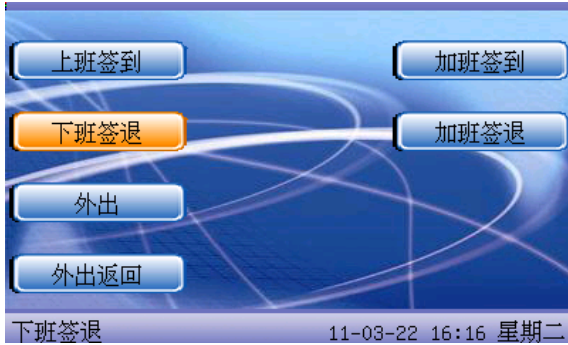 上班签到
加班签到
下班签退
加班签退
外出
外出返回
下班签退 11-03-22 16:16 星期二